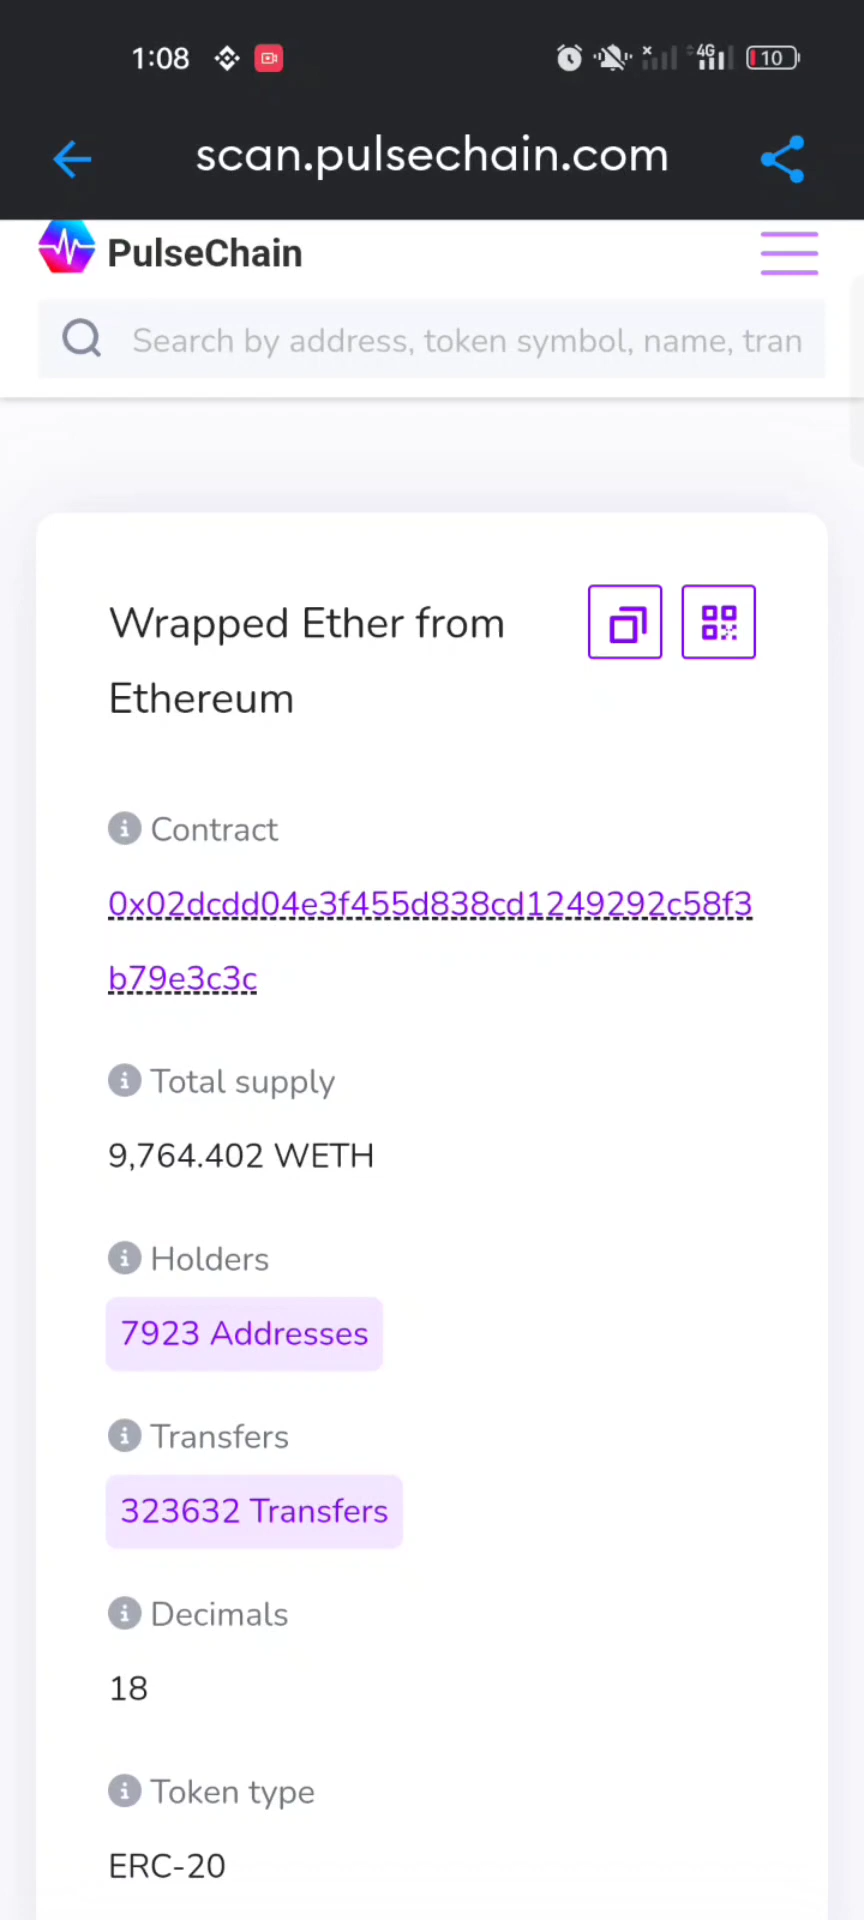 1:08
4G
10
scan.pulsechain.com
PulseChain
Search by address, token symbol, name, tran
Wrapped Ether from
Ethereum
Contract
0x02dcdd04e3f455d838cd1249292c58f3
b79e3c3c
Total supply
9,764.402 WETH
Holders
7923 Addresses
Transfers
323632 Transfers
Decimals
18
Token type
ERC-20